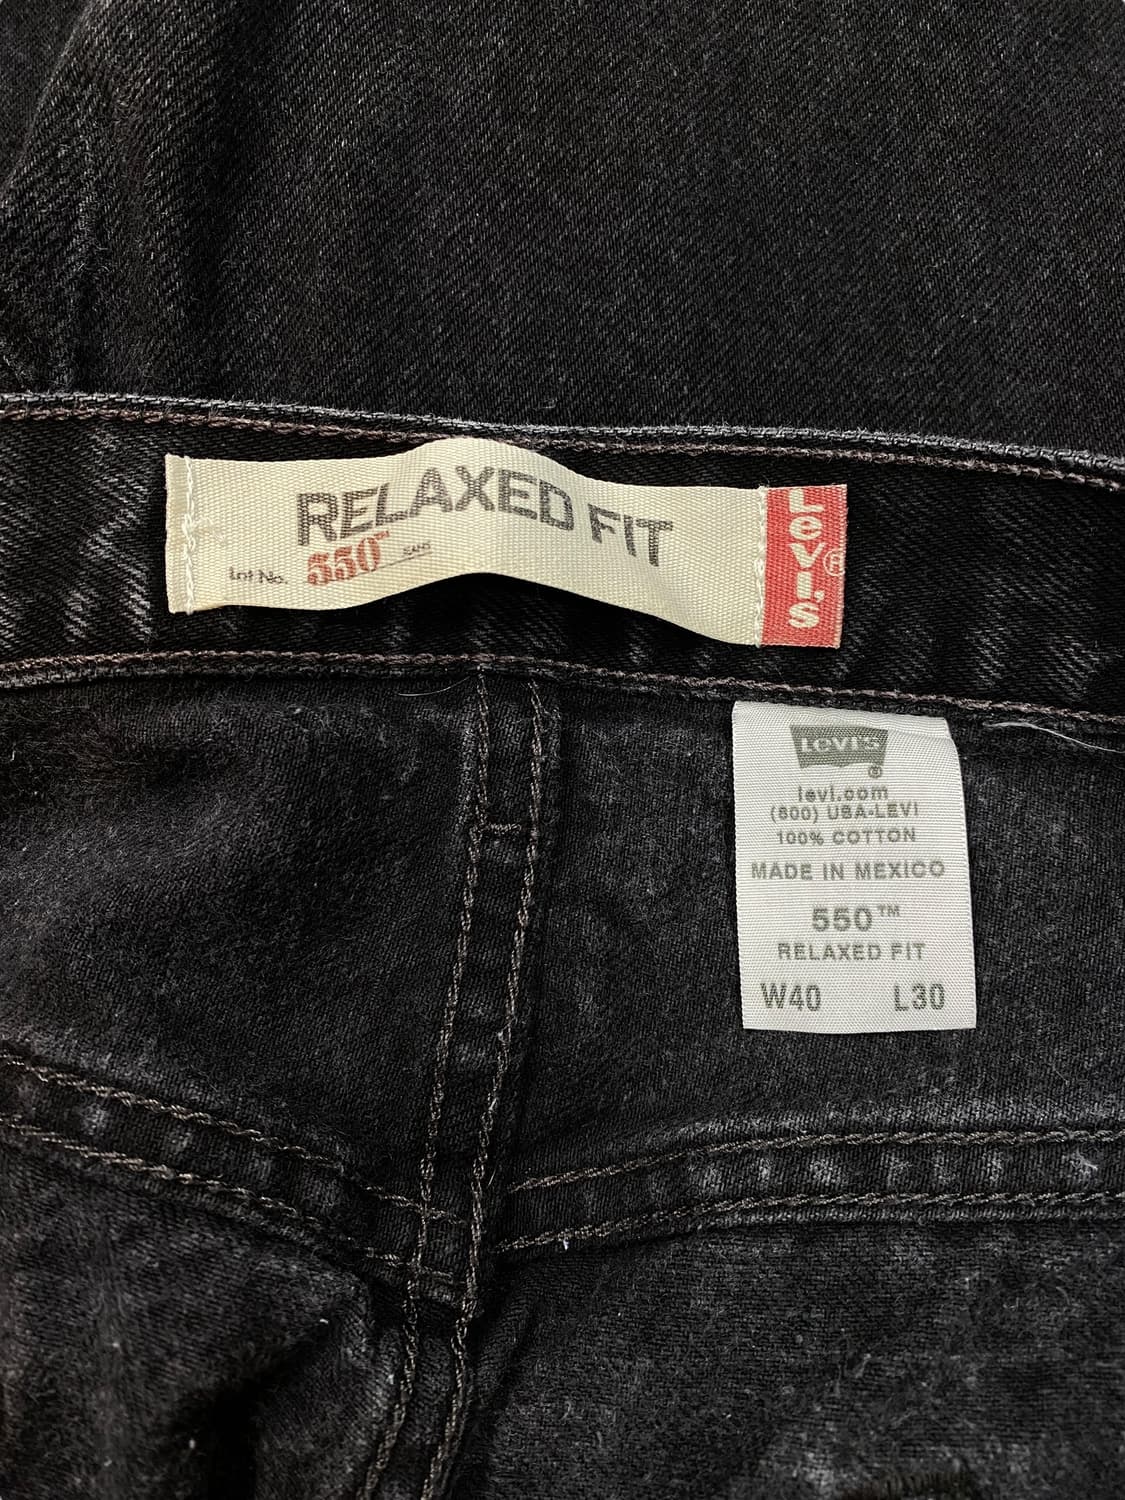 RELAXED FIT
Lot No. 550™
LEVI'S®
LEVI'S
®
levi.com
(800) USA-LEVI
100% COTTON
MADE IN MEXICO
550™
RELAXED FIT
W40 L30